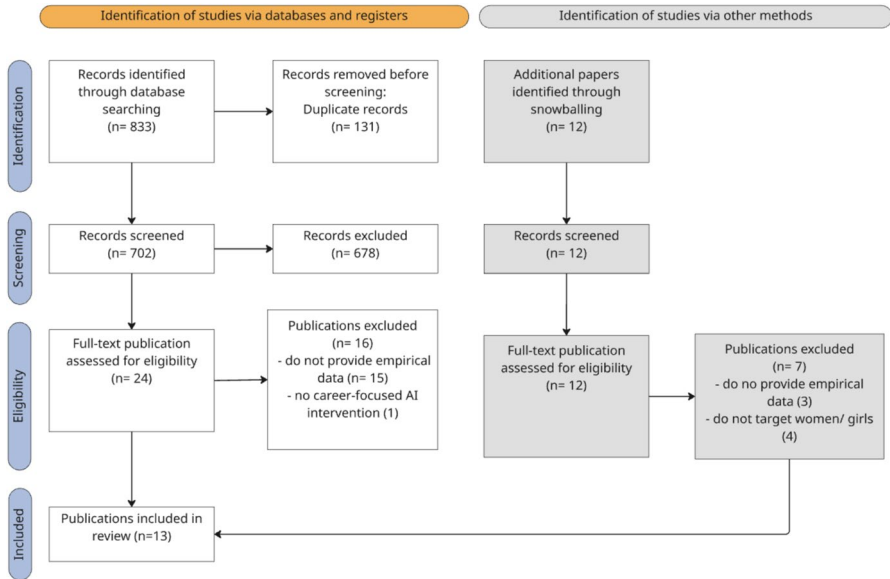 Identification of studies via databases and registers
Identification of studies via other methods
Identification
Records identified
through database
searching
(n= 833)
Records removed before
screening:
Duplicate records
(n= 131)
Additional papers
identified through
snowballing
(n= 12)
Screening
Records screened
(n= 702)
Records excluded
(n= 678)
Records screened
(n= 12)
Eligibility
Full-text publication
assessed for eligibility
(n= 24)
Publications excluded
(n= 16)
- do not provide empirical
data (n= 15)
- no career-focused AI
intervention (1)
Full-text publication
assessed for eligibility
(n= 12)
Publications excluded
(n= 7)
- do no provide empirical
data (3)
- do not target women/ girls
(4)
Included
Publications included in
review (n=13)